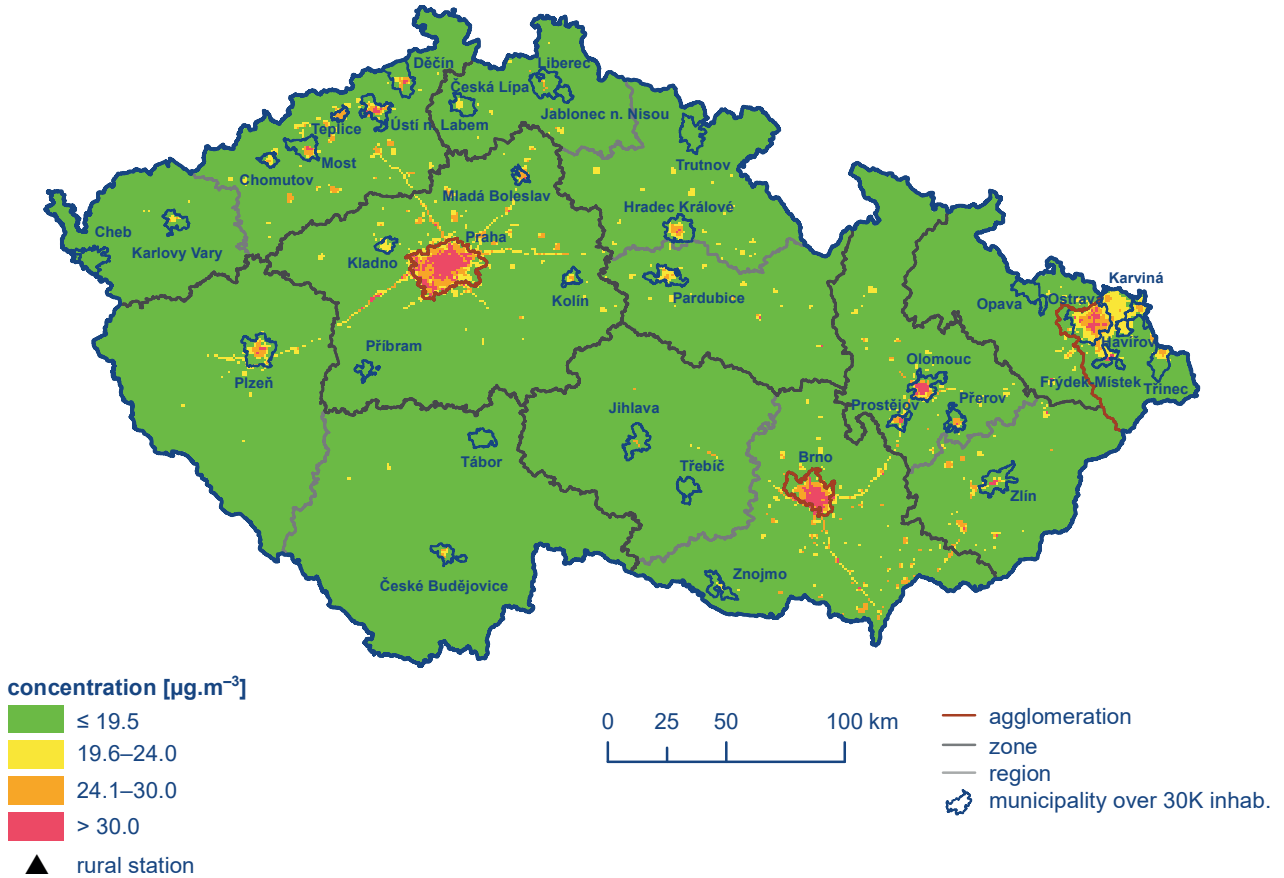 Děčín
Liberec
Česká Lípa
Jablonec n. Nisou
Ústí n. Labem
Teplice
Most
Chomutov
Trutnov
Mladá Boleslav
Hradec Králové
Cheb
Karlovy Vary
Praha
Kladno
Kolín
Pardubice
Karviná
Opava
Ostrava
Havířov
Příbram
Plzeň
Olomouc
Frýdek-Místek
Třinec
Prostějov
Přerov
Jihlava
Tábor
Třebíč
Brno
Zlín
České Budějovice
Znojmo
concentration [µg.m⁻³]
≤ 19.5
19.6–24.0
24.1–30.0
> 30.0
rural station
0 25 50 100 km
agglomeration
zone
region
municipality over 30K inhab.